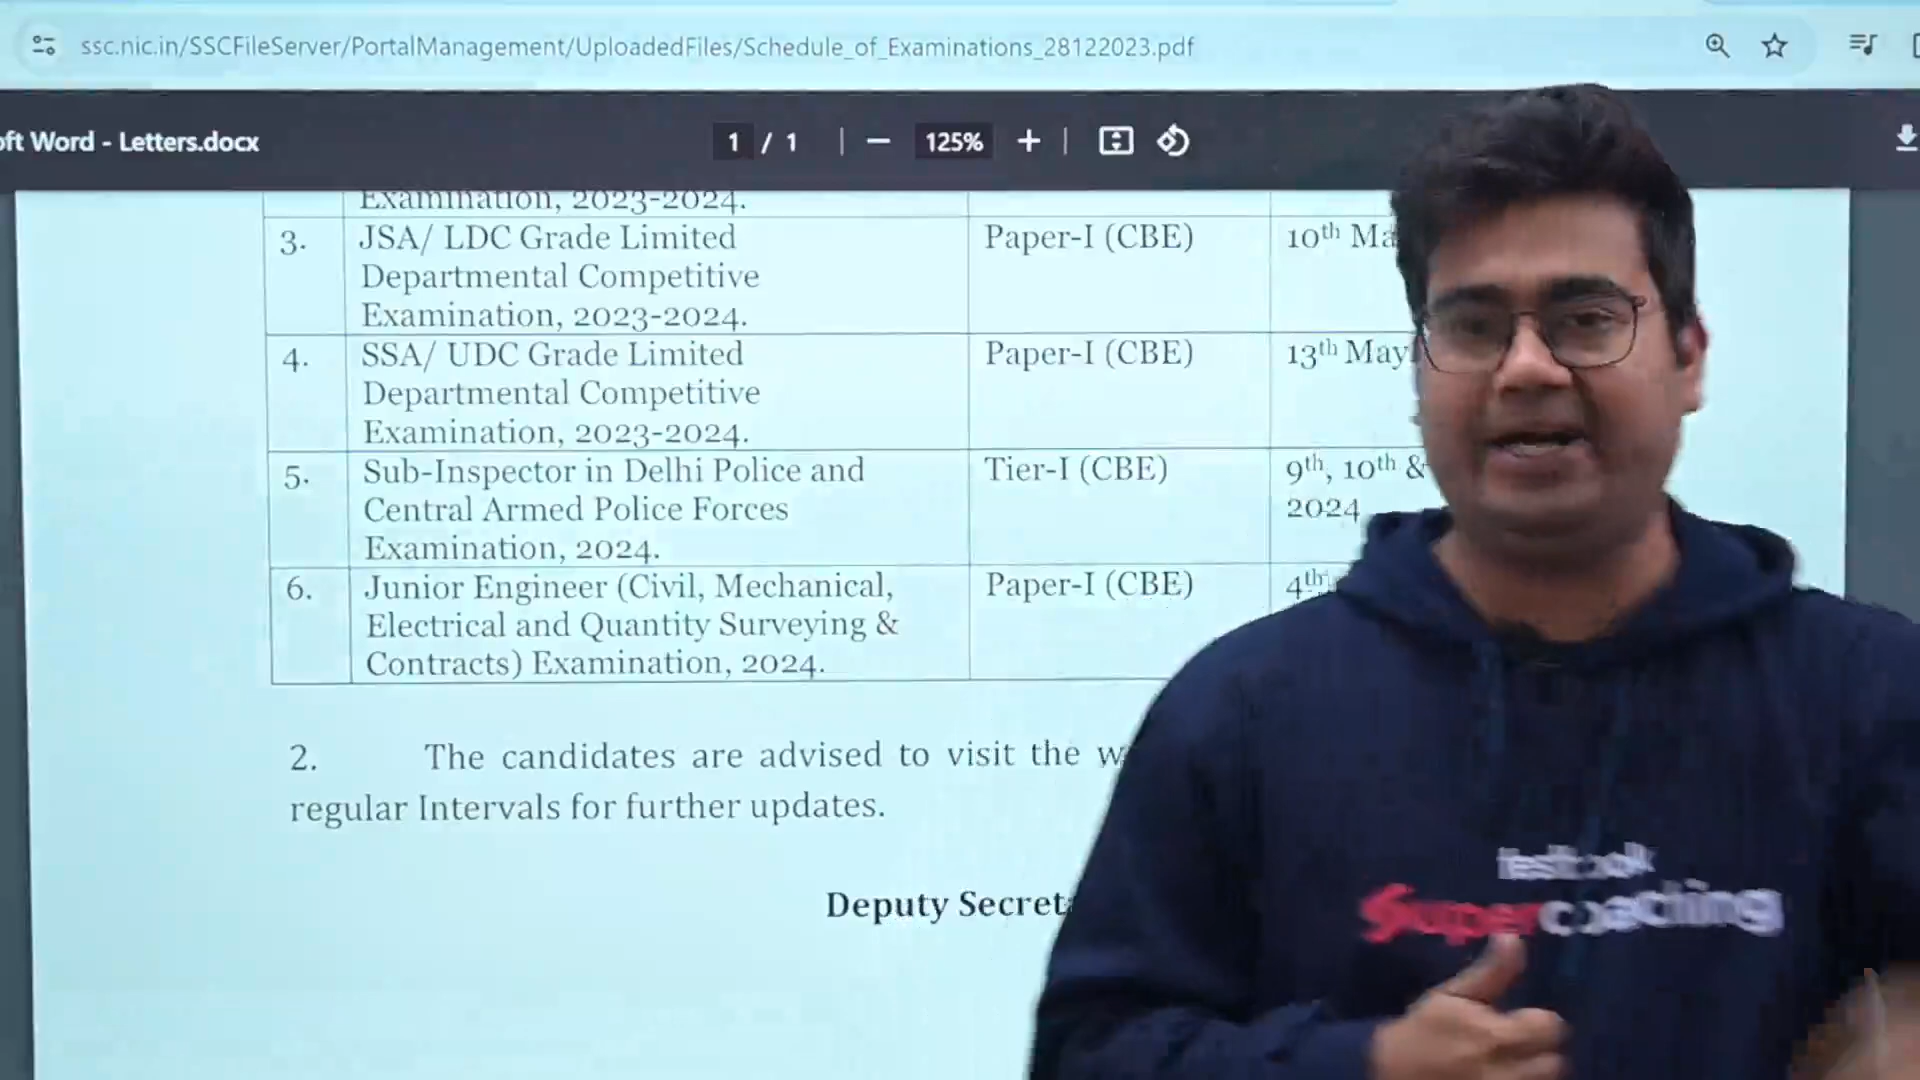 ssc.nic.in/SSCFileServer/PortalManagement/UploadedFiles/Schedule_of_Examinations_28122023.pdf
oft Word - Letters.docx
1 / 1
125%
Examination, 2023-2024.
3. JSA/ LDC Grade Limited Departmental Competitive Examination, 2023-2024. Paper-I (CBE) 10th Ma
4. SSA/ UDC Grade Limited Departmental Competitive Examination, 2023-2024. Paper-I (CBE) 13th May
5. Sub-Inspector in Delhi Police and Central Armed Police Forces Examination, 2024. Tier-I (CBE) 9th, 10th & 2024
6. Junior Engineer (Civil, Mechanical, Electrical and Quantity Surveying & Contracts) Examination, 2024. Paper-I (CBE) 4th
2. The candidates are advised to visit the w
regular Intervals for further updates.
Deputy Secret
testbook
Supercoaching